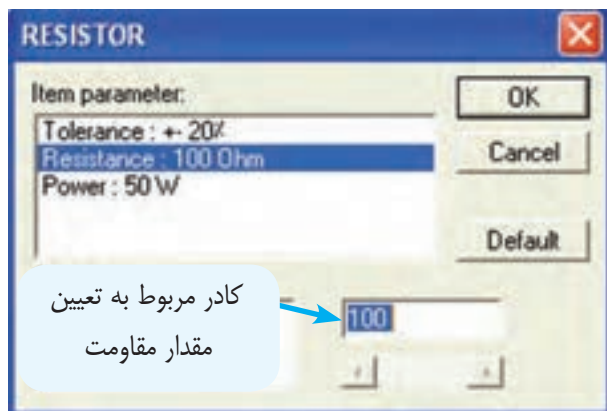 RESISTOR
Item parameter:
Tolerance : +- 20%
Resistance : 100 Ohm
Power : 50 W
OK
Cancel
Default
کادر مربوط به تعیین
مقدار مقاومت
100